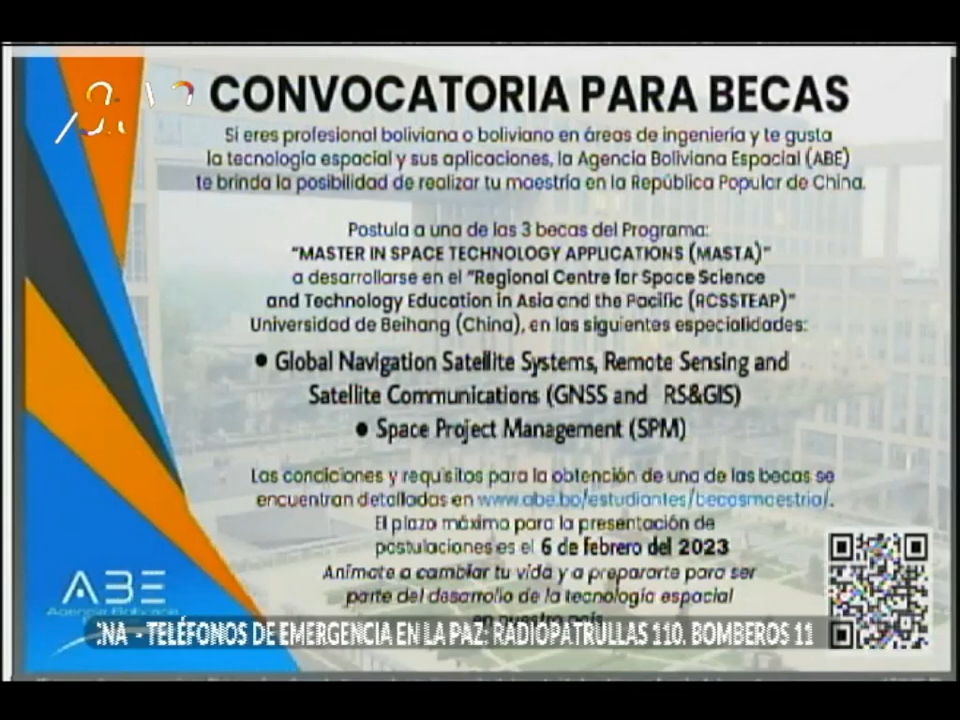 CONVOCATORIA PARA BECAS
Si eres profesional boliviana o boliviano en áreas de ingeniería y te gusta
la tecnología espacial y sus aplicaciones, la Agencia Boliviana Espacial (ABE)
te brinda la posibilidad de realizar tu maestría en la República Popular de China.
Postula a una de las 3 becas del Programa:
"MASTER IN SPACE TECHNOLOGY APPLICATIONS (MASTA)"
a desarrollarse en el "Regional Centre for Space Science
and Technology Education in Asia and the Pacific (RCSSTEAP)"
Universidad de Beihang (China), en las siguientes especialidades:
• Global Navigation Satellite Systems, Remote Sensing and
Satellite Communications (GNSS and RS&GIS)
• Space Project Management (SPM)
Las condiciones y requisitos para la obtención de una de las becas se
encuentran detalladas en www.abe.bo/estudiantes/becasmaestria/.
El plazo máximo para la presentación de
postulaciones es el 6 de febrero del 2023
Anímate a cambiar tu vida y a prepararte para ser
parte del desarrollo de la tecnología espacial
en nuestro país
ABE
Agencia Boliviana
- TELÉFONOS DE EMERGENCIA EN LA PAZ: RADIOPATRULLAS 110. BOMBEROS 11